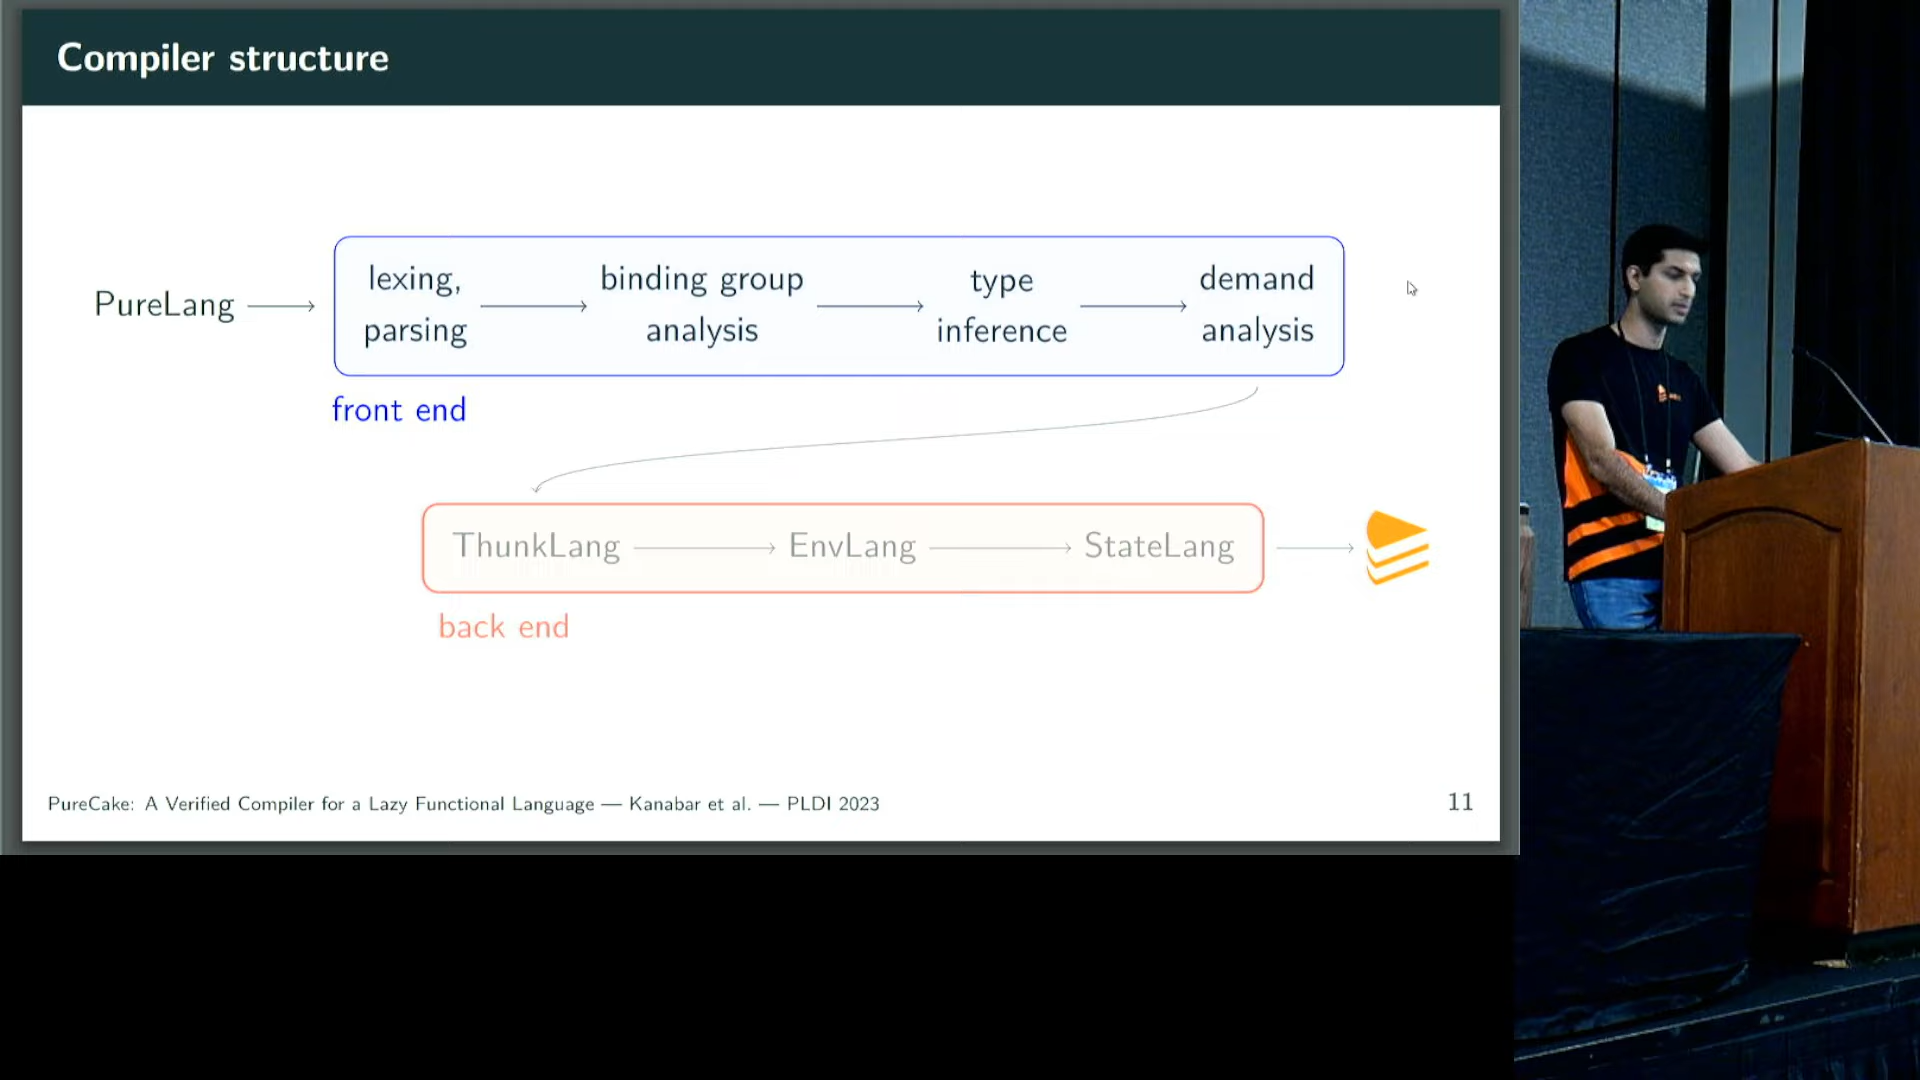 Compiler structure
PureLang
lexing,
parsing
binding group
analysis
type
inference
demand
analysis
front end
ThunkLang
EnvLang
StateLang
back end
PureCake: A Verified Compiler for a Lazy Functional Language — Kanabar et al. — PLDI 2023
11